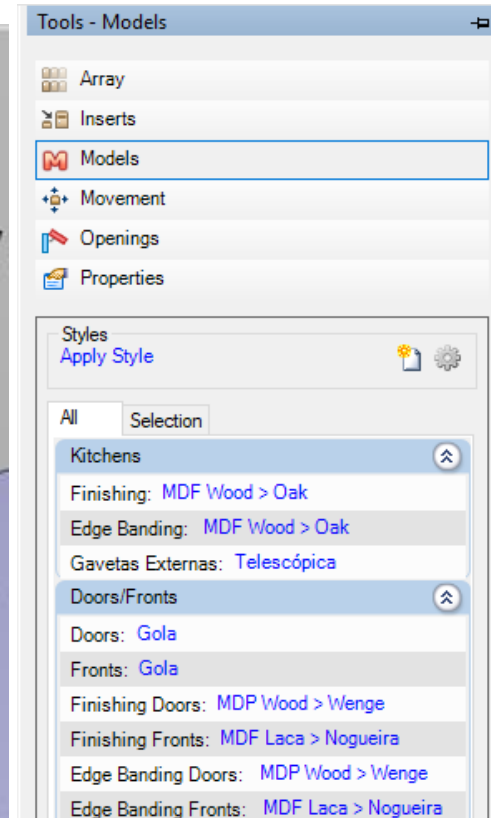 Tools - Models
Array
Inserts
Models
Movement
Openings
Properties
Styles
Apply Style
All Selection
Kitchens
Finishing: MDF Wood > Oak
Edge Banding: MDF Wood > Oak
Gavetas Externas: Telescópica
Doors/Fronts
Doors: Gola
Fronts: Gola
Finishing Doors: MDP Wood > Wenge
Finishing Fronts: MDF Laca > Nogueira
Edge Banding Doors: MDP Wood > Wenge
Edge Banding Fronts: MDF Laca > Nogueira